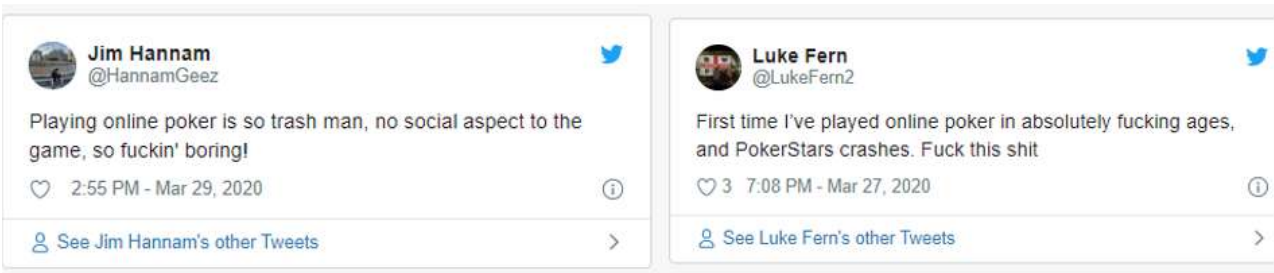 Jim Hannam
@HannamGeez
Playing online poker is so trash man, no social aspect to the
game, so fuckin' boring!
2:55 PM - Mar 29, 2020
See Jim Hannam's other Tweets
Luke Fern
@LukeFern2
First time I've played online poker in absolutely fucking ages,
and PokerStars crashes. Fuck this shit
3 7:08 PM - Mar 27, 2020
See Luke Fern's other Tweets